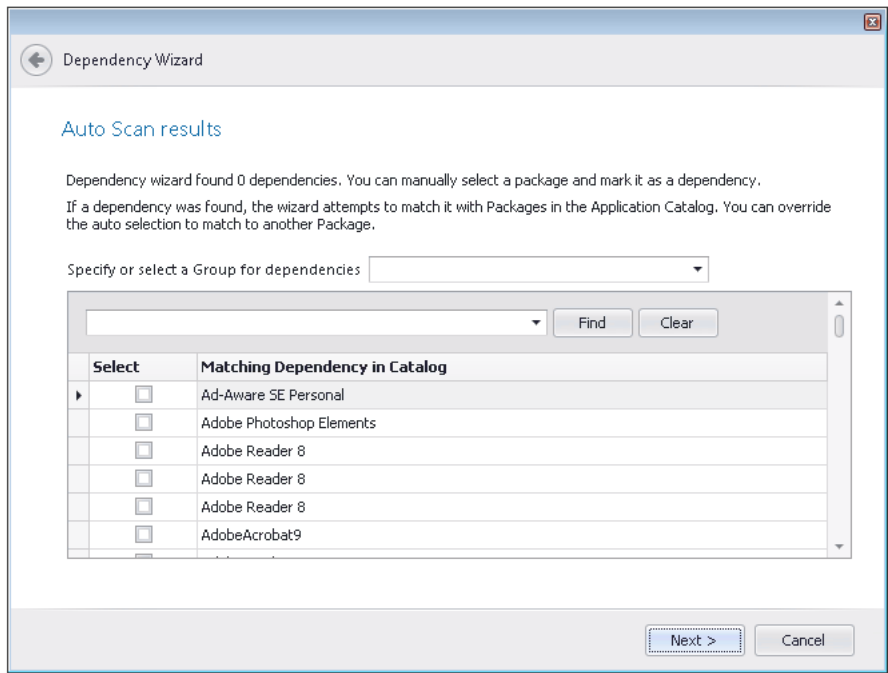 Dependency Wizard
Auto Scan results
Dependency wizard found 0 dependencies. You can manually select a package and mark it as a dependency.
If a dependency was found, the wizard attempts to match it with Packages in the Application Catalog. You can override
the auto selection to match to another Package.
Specify or select a Group for dependencies
Find Clear
Select Matching Dependency in Catalog
Ad-Aware SE Personal
Adobe Photoshop Elements
Adobe Reader 8
Adobe Reader 8
Adobe Reader 8
AdobeAcrobat9
Next > Cancel